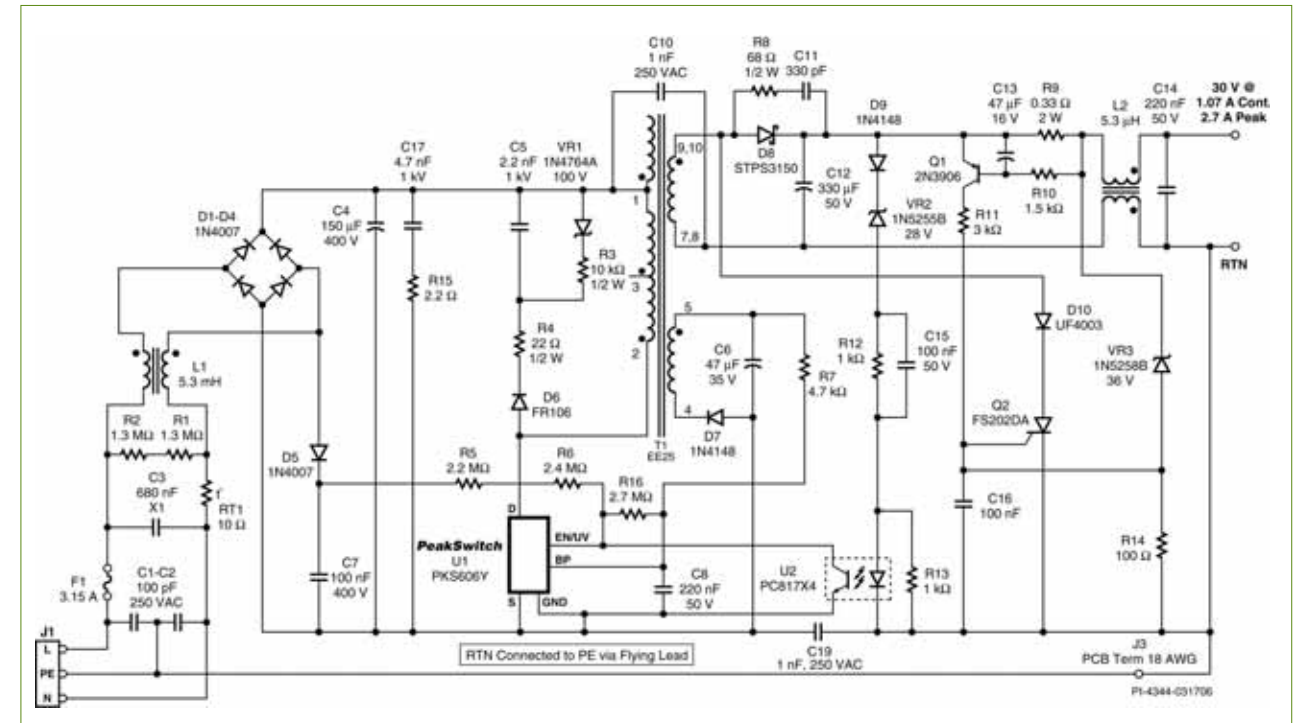 C10
1 nF
250 VAC
R8
68 Ω
1/2 W
C11
330 pF
D9
1N4148
C13
47 µF
16 V
R9
0.33 Ω
2 W
L2
5.3 µH
C14
220 nF
50 V
30 V @
1.07 A Cont.
2.7 A Peak
C17
4.7 nF
1 kV
C5
2.2 nF
1 kV
VR1
1N4764A
100 V
9,10
D8
STPS3150
Q1
2N3906
C12
330 µF
50 V
R10
1.5 kΩ
D1-D4
1N4007
C4
150 µF
400 V
1
VR2
1N5255B
28 V
R11
3 kΩ
7,8
RTN
R15
2.2 Ω
R3
10 kΩ
1/2 W
3
R4
22 Ω
1/2 W
2
5
D10
UF4003
L1
5.3 mH
C6
47 µF
35 V
R7
4.7 kΩ
R12
1 kΩ
C15
100 nF
50 V
VR3
1N5258B
36 V
D6
FR106
4
D7
1N4148
T1
EE25
Q2
FS202DA
R2
1.3 MΩ
R1
1.3 MΩ
D5
1N4007
R5
2.2 MΩ
R6
2.4 MΩ
R16
2.7 MΩ
C3
680 nF
X1
t°
RT1
10 Ω
C16
100 nF
D
PeakSwitch
U1
PKS606Y
EN/UV
BP
S
GND
R14
100 Ω
F1
3.15 A
C1-C2
100 pF
250 VAC
C7
100 nF
400 V
C8
220 nF
50 V
U2
PC817X4
R13
1 kΩ
J1
L
PE
N
RTN Connected to PE via Flying Lead
C19
1 nF, 250 VAC
J3
PCB Term 18 AWG
PI-4344-031706